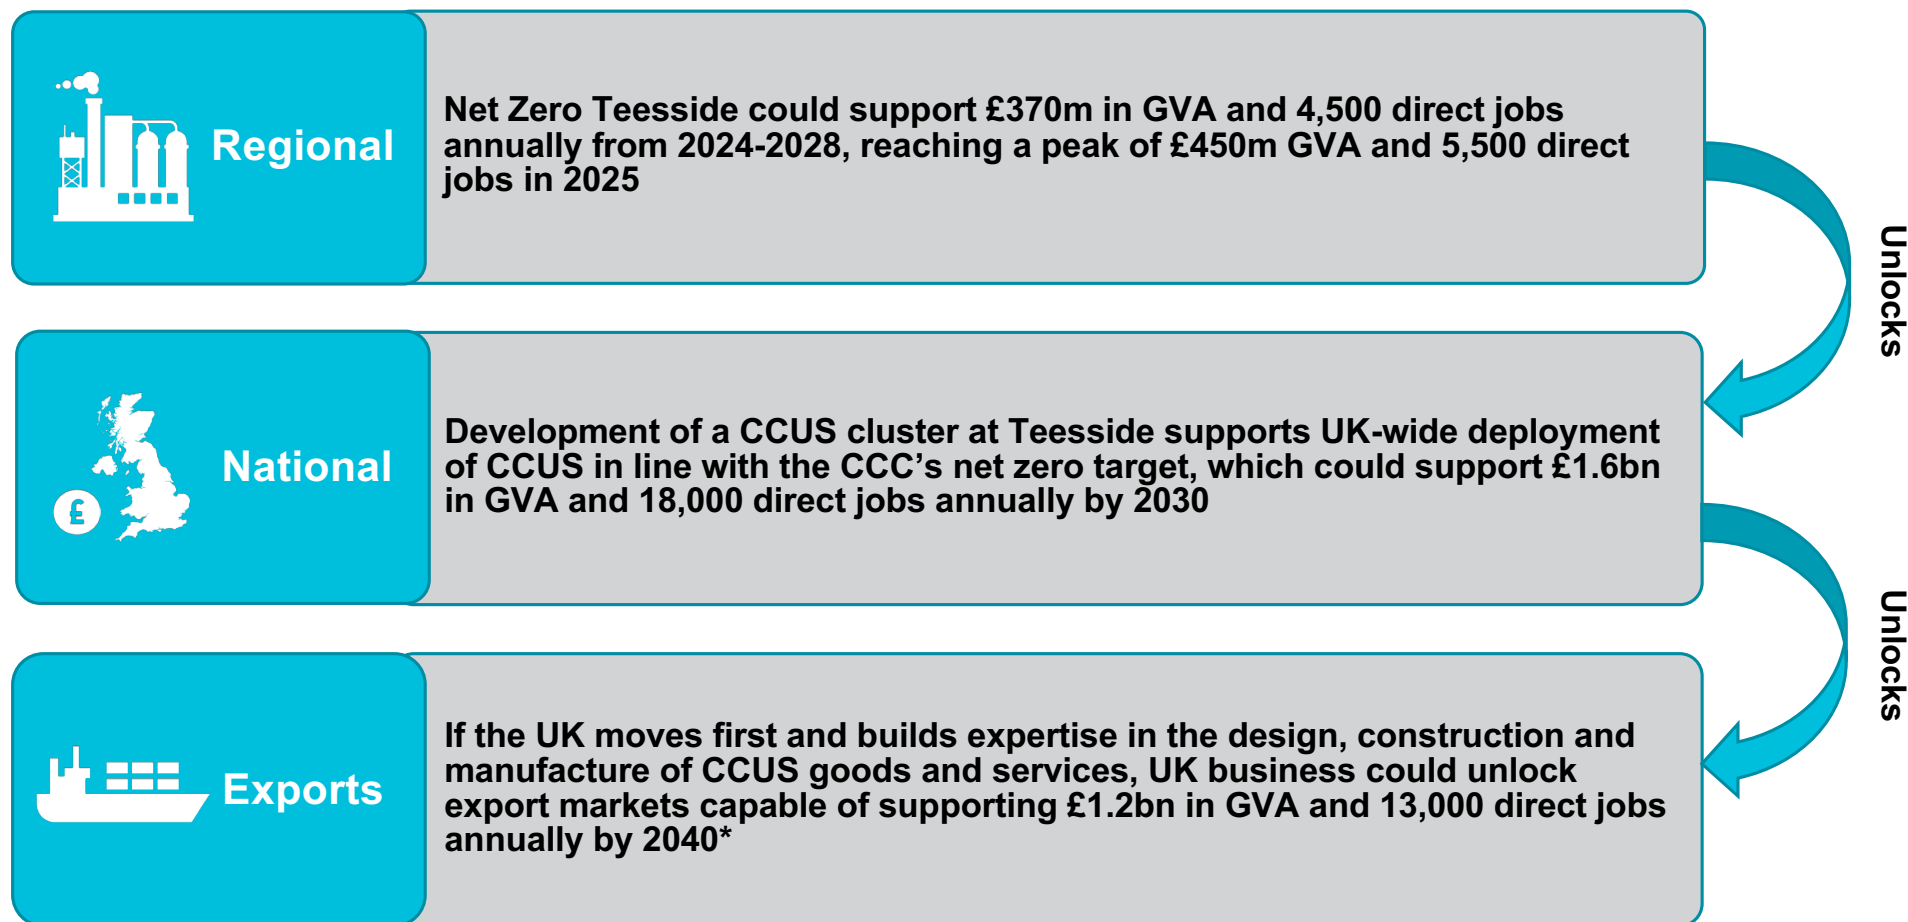 Regional
Net Zero Teesside could support £370m in GVA and 4,500 direct jobs
annually from 2024-2028, reaching a peak of £450m GVA and 5,500 direct
jobs in 2025
Unlocks
£
National
Development of a CCUS cluster at Teesside supports UK-wide deployment
of CCUS in line with the CCC's net zero target, which could support £1.6bn
in GVA and 18,000 direct jobs annually by 2030
Unlocks
Exports
If the UK moves first and builds expertise in the design, construction and
manufacture of CCUS goods and services, UK business could unlock
export markets capable of supporting £1.2bn in GVA and 13,000 direct jobs
annually by 2040*